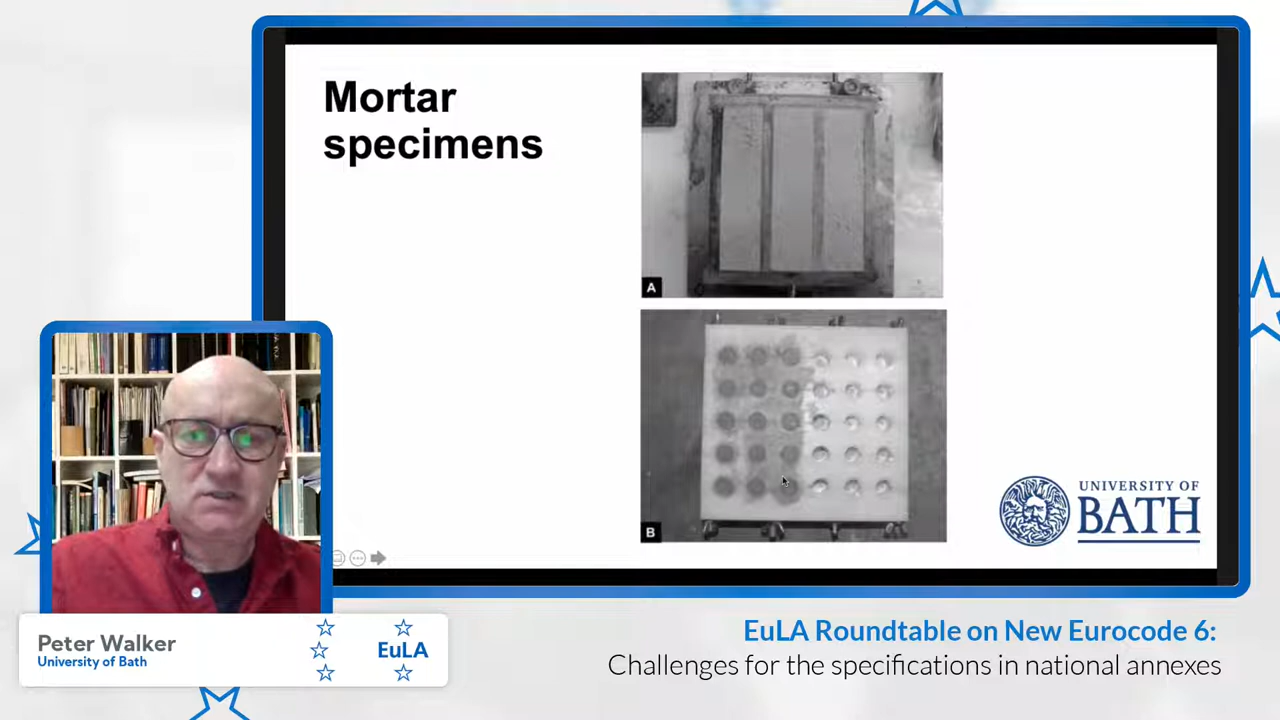 Mortar
specimens
A
B
UNIVERSITY OF
BATH
Peter Walker
University of Bath
EuLA
EuLA Roundtable on New Eurocode 6:
Challenges for the specifications in national annexes